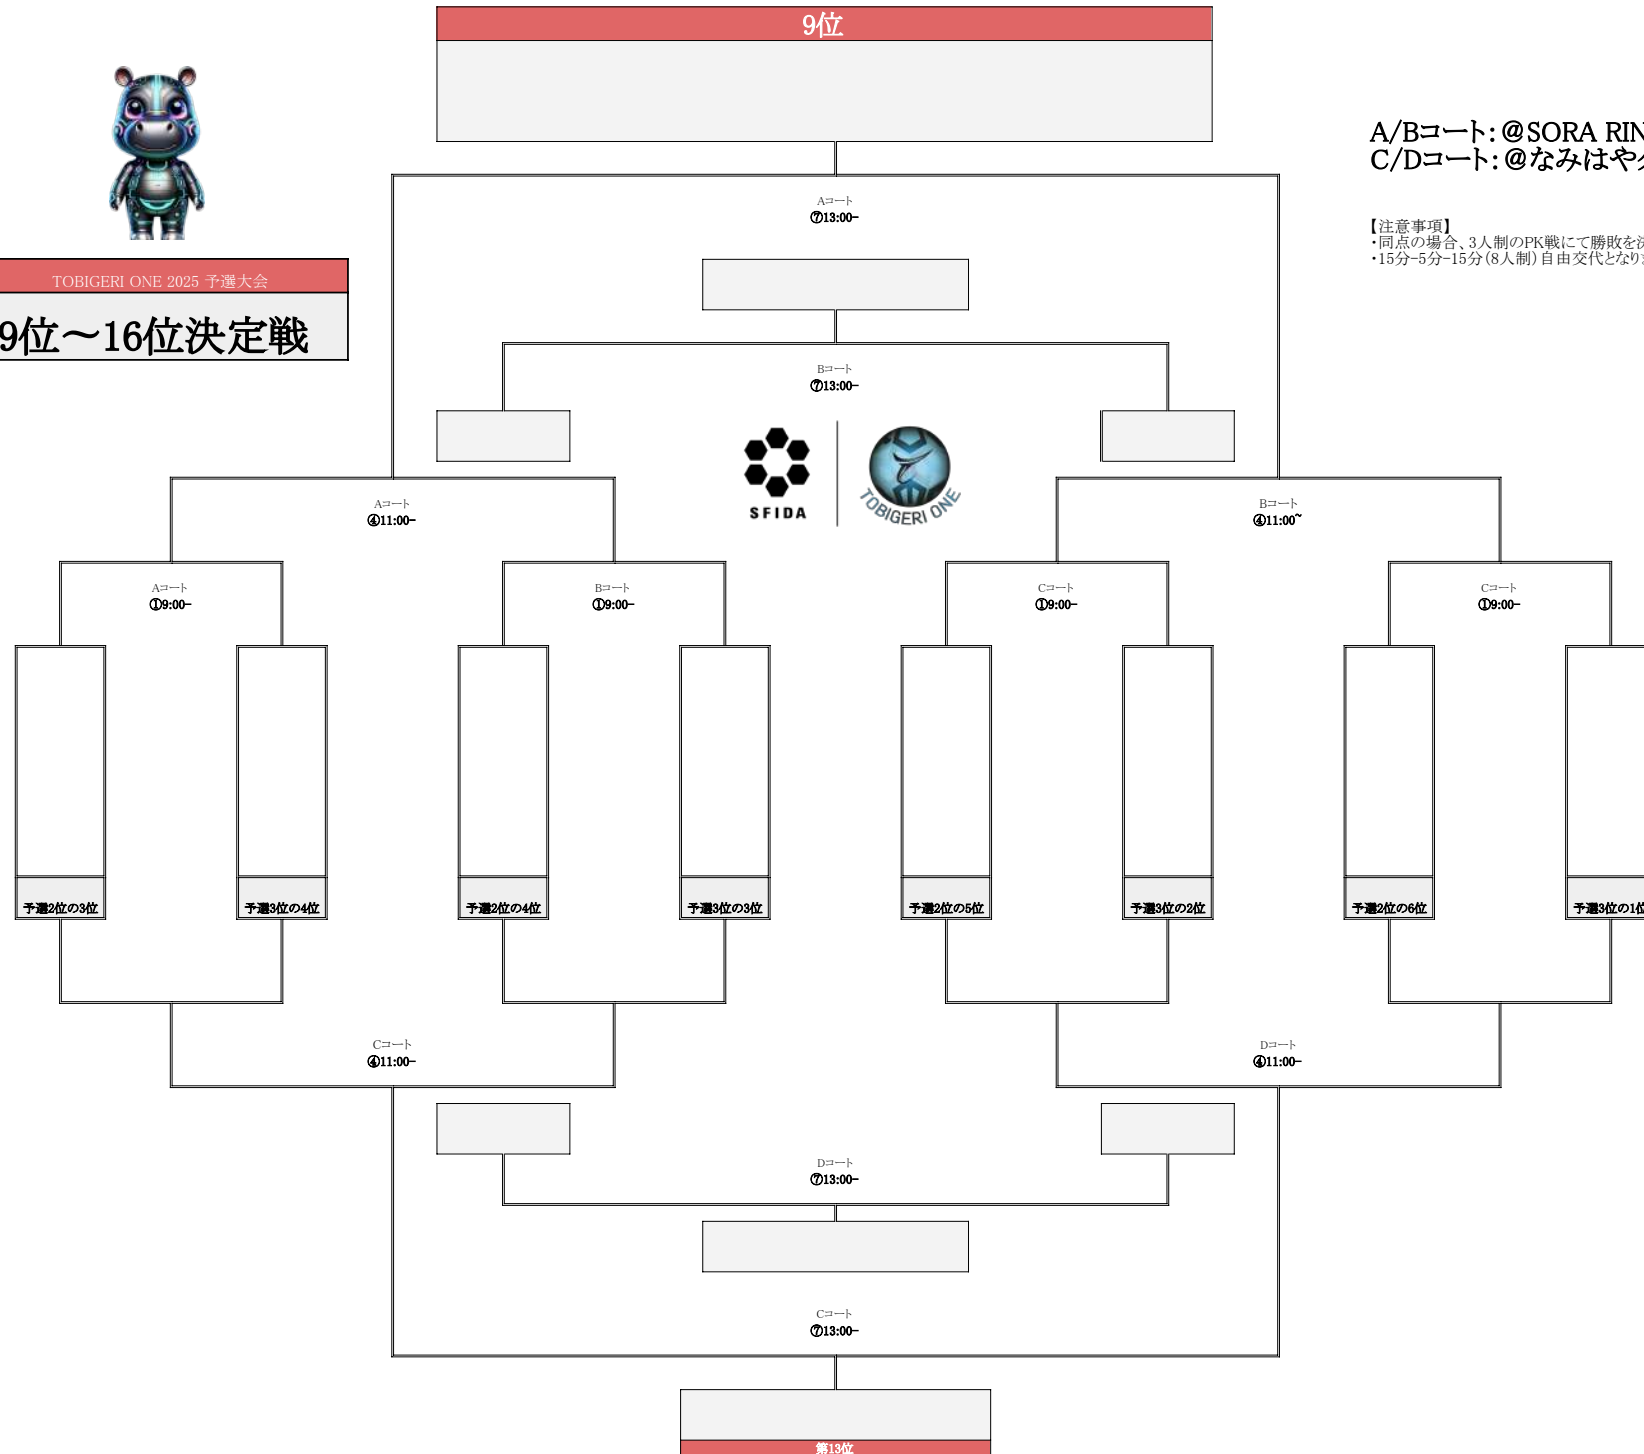 9位
A/Bコート：＠SORA RIN
C/Dコート：＠なみはや
【注意事項】
・同点の場合、3人制のPK戦にて勝敗を決
・15分-5分-15分（8人制）自由交代となり
TOBIGERI ONE 2025 予選大会
9位～16位決定戦
Aコート
⑦13:00-
Bコート
⑦13:00-
SFIDA
TOBIGERI ONE
Aコート
④11:00-
Bコート
④11:00~
Aコート
①9:00-
Bコート
①9:00-
Cコート
①9:00-
Cコート
①9:00-
予選2位の3位
予選3位の4位
予選2位の4位
予選3位の3位
予選2位の5位
予選3位の2位
予選2位の6位
予選3位の1位
Cコート
④11:00-
Dコート
④11:00-
Dコート
⑦13:00-
Cコート
⑦13:00-
第13位